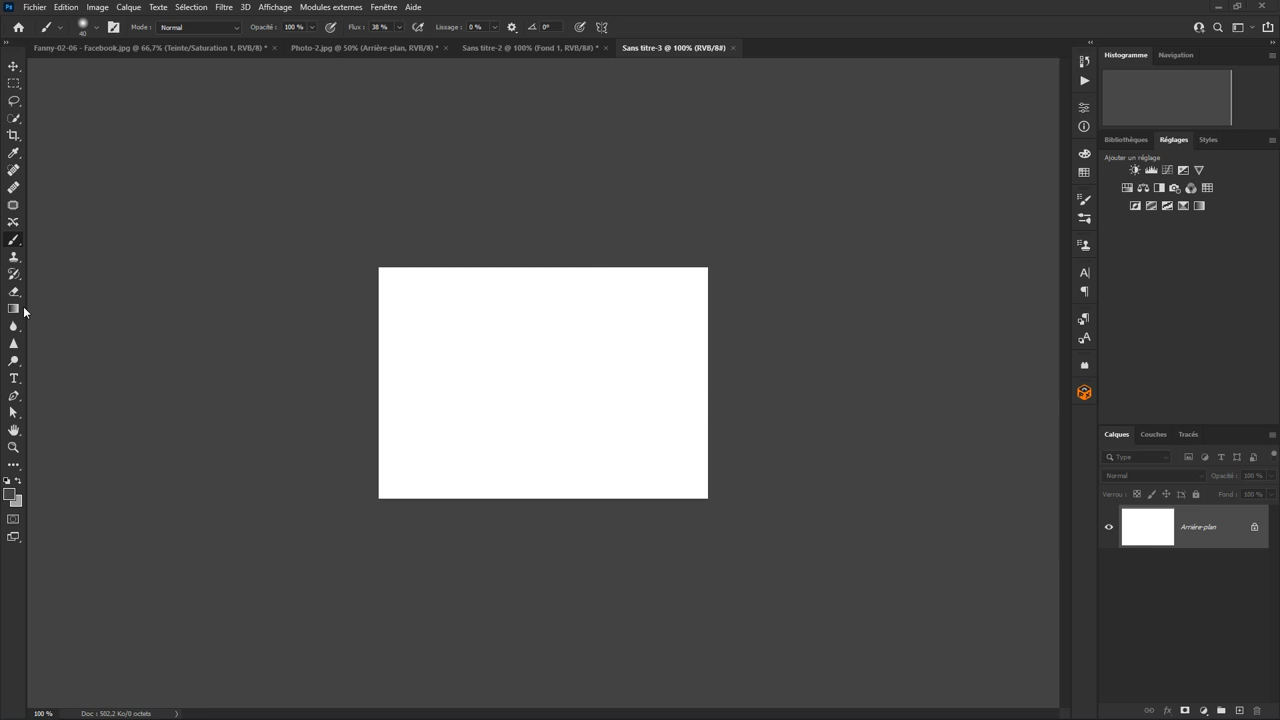 Ps Fichier Edition Image Calque Texte Sélection Filtre 3D Affichage Modules externes Fenêtre Aide
40 Mode : Normal Opacité : 100 % Flux : 38 % Lissage : 0 % 0°
Fanny-02-06 - Facebook.jpg @ 66,7% (Teinte/Saturation 1, RVB/8) * × Photo-2.jpg @ 50% (Arrière-plan, RVB/8) * × Sans titre-2 @ 100% (Fond 1, RVB/8#) * × Sans titre-3 @ 100% (RVB/8#) ×
Histogramme Navigation
Bibliothèques Réglages Styles
Ajouter un réglage
Calques Couches Tracés
Type
Normal Opacité : 100 %
Verrou : Fond : 100 %
Arrière-plan
100 % Doc : 502,2 Ko/0 octets